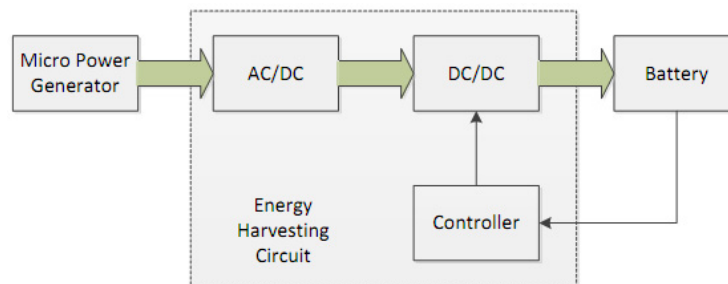 Micro Power
Generator
AC/DC
DC/DC
Battery
Energy
Harvesting
Circuit
Controller